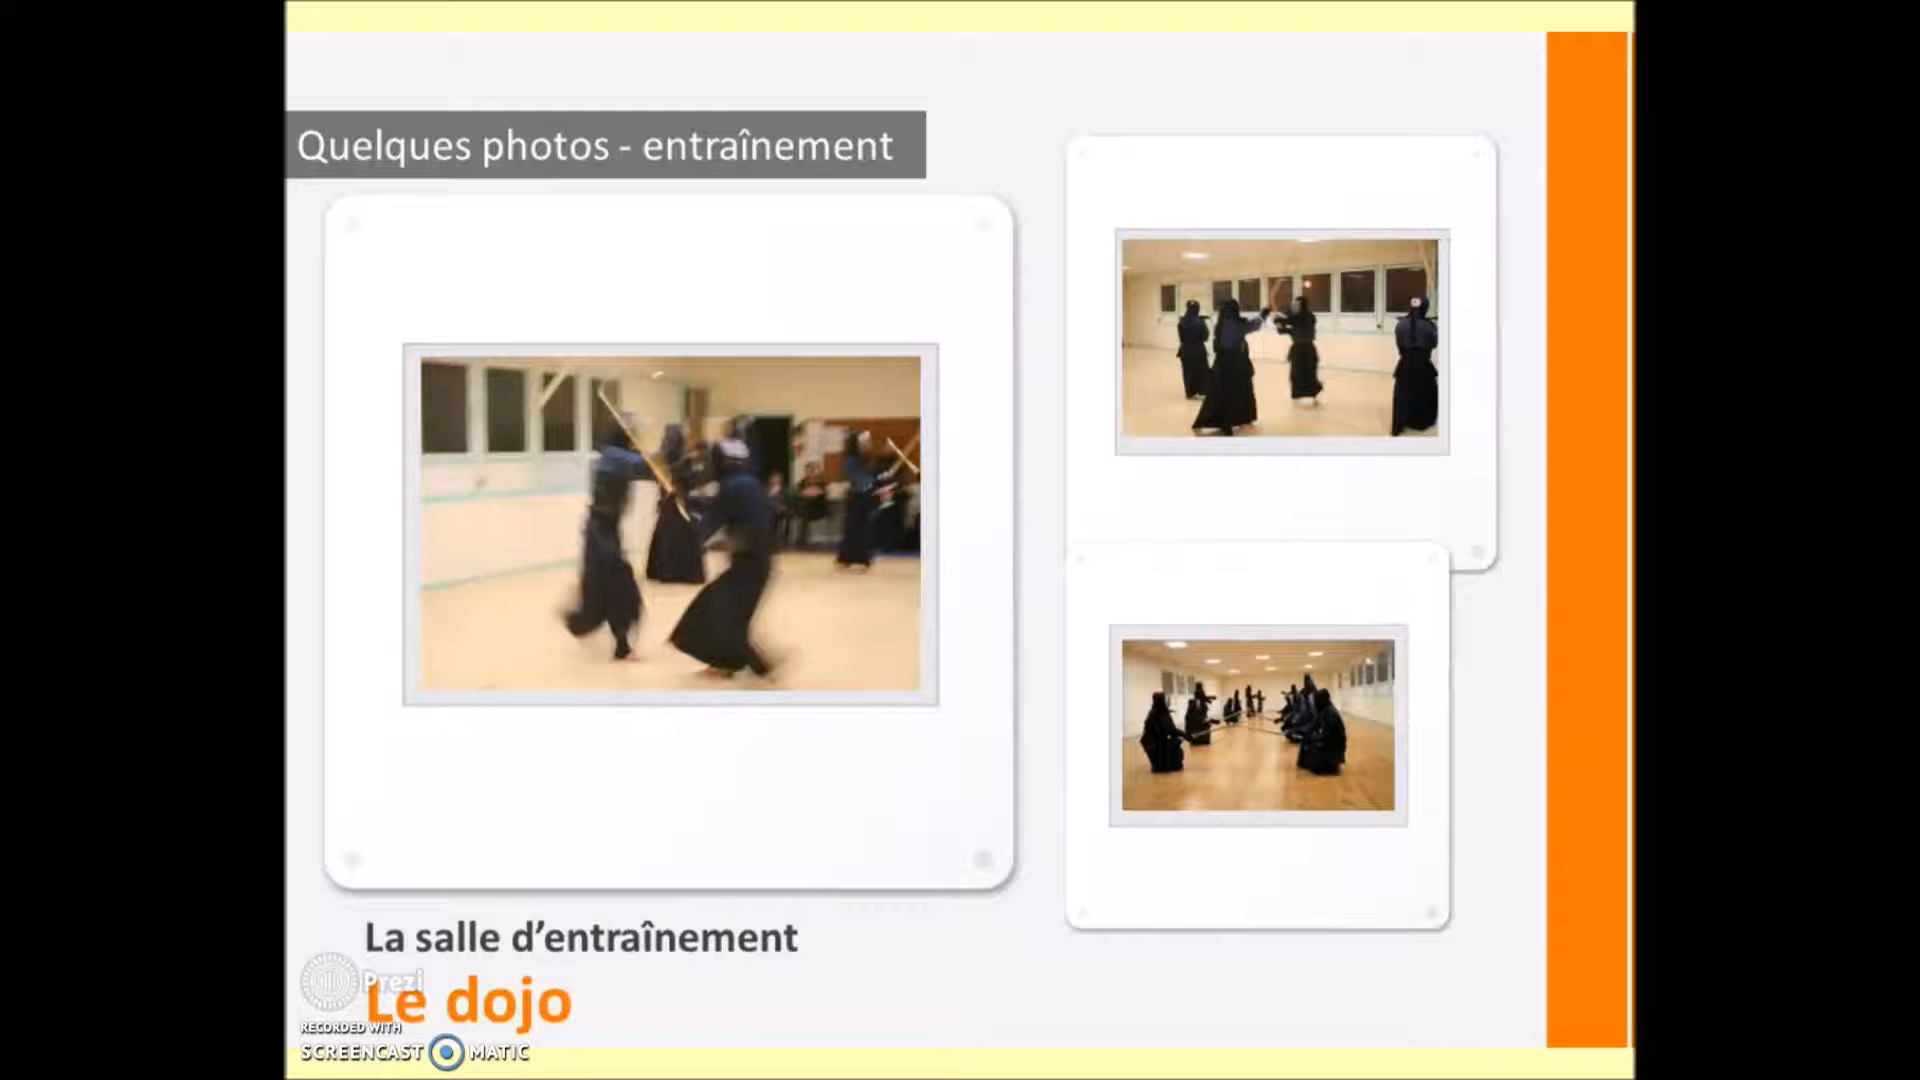 Quelques photos - entraînement
La salle d’entraînement
Prezi
Le dojo
RECORDED WITH
SCREENCAST MATIC